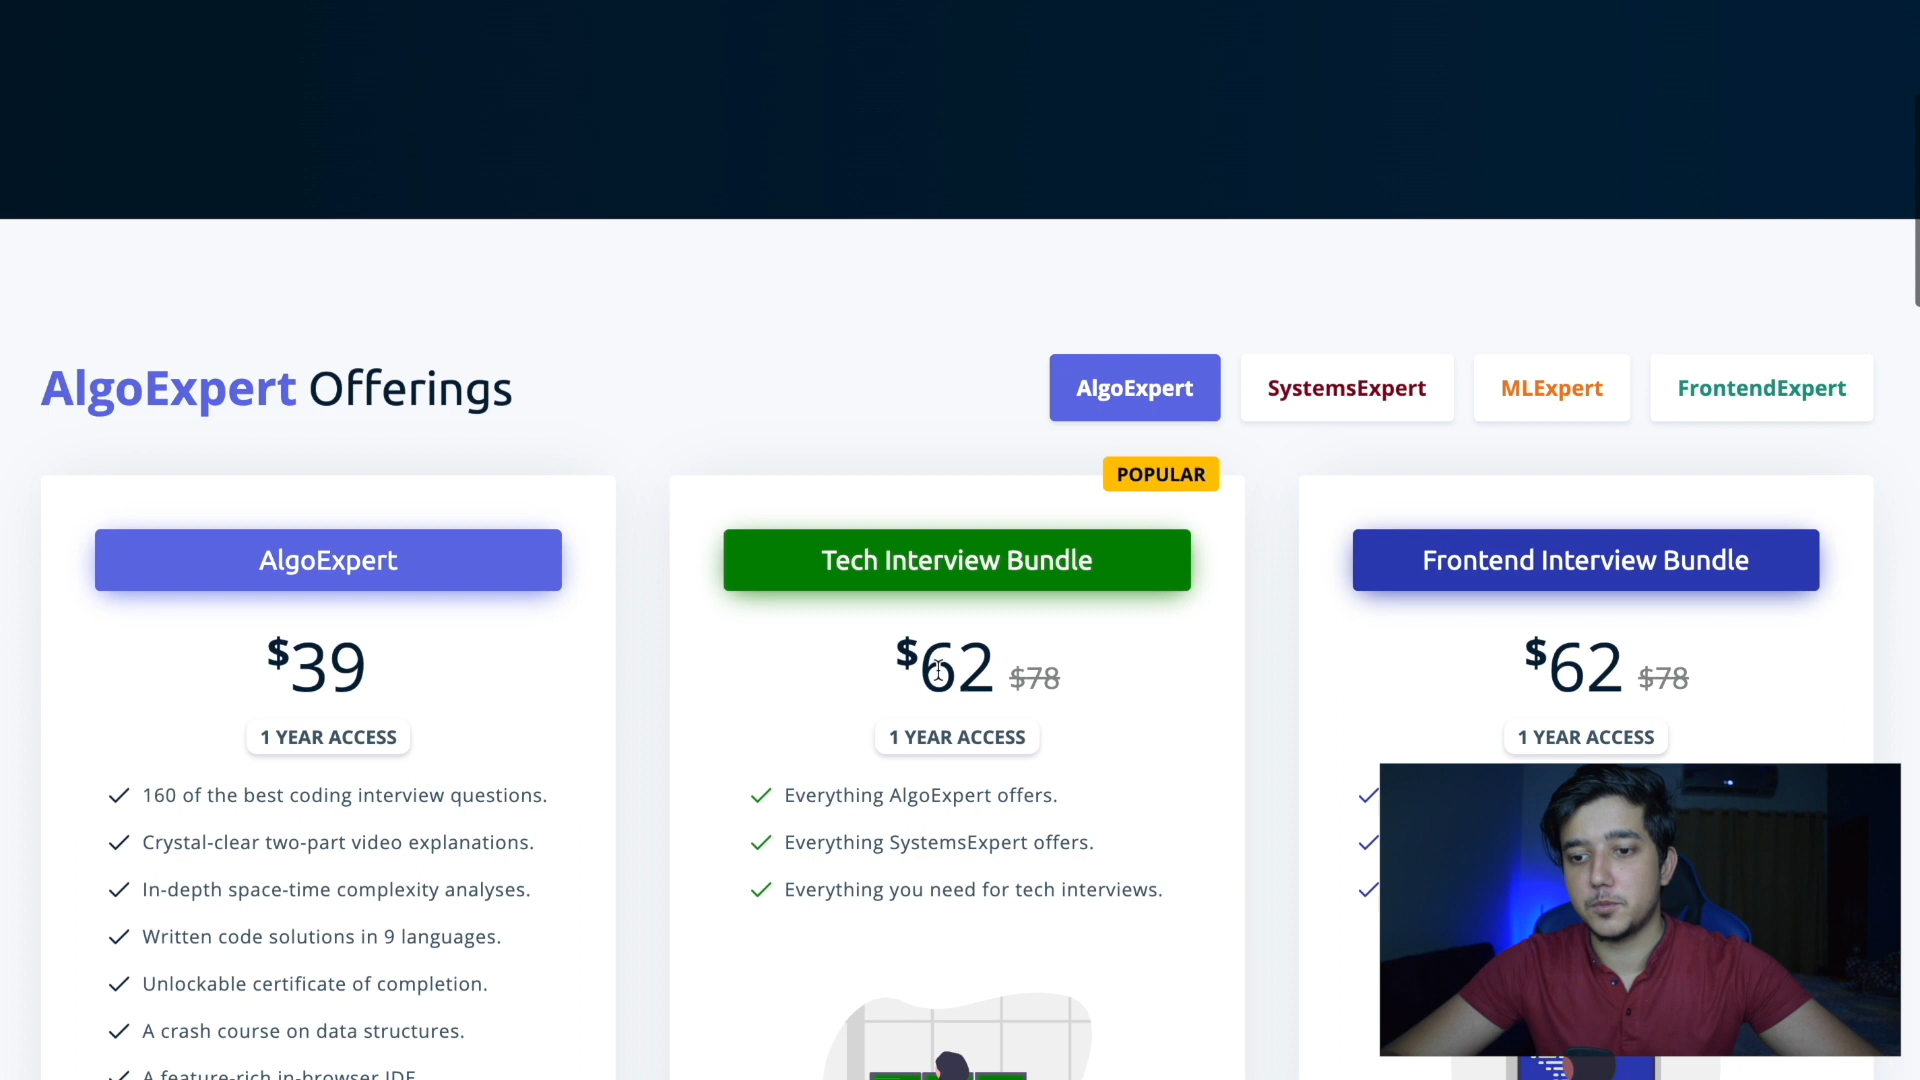 AlgoExpert Offerings
AlgoExpert
SystemsExpert
MLExpert
FrontendExpert
AlgoExpert
$39
1 YEAR ACCESS
160 of the best coding interview questions.
Crystal-clear two-part video explanations.
In-depth space-time complexity analyses.
Written code solutions in 9 languages.
Unlockable certificate of completion.
A crash course on data structures.
A feature-rich in-browser IDE
POPULAR
Tech Interview Bundle
$62 $78
1 YEAR ACCESS
Everything AlgoExpert offers.
Everything SystemsExpert offers.
Everything you need for tech interviews.
Frontend Interview Bundle
$62 $78
1 YEAR ACCESS